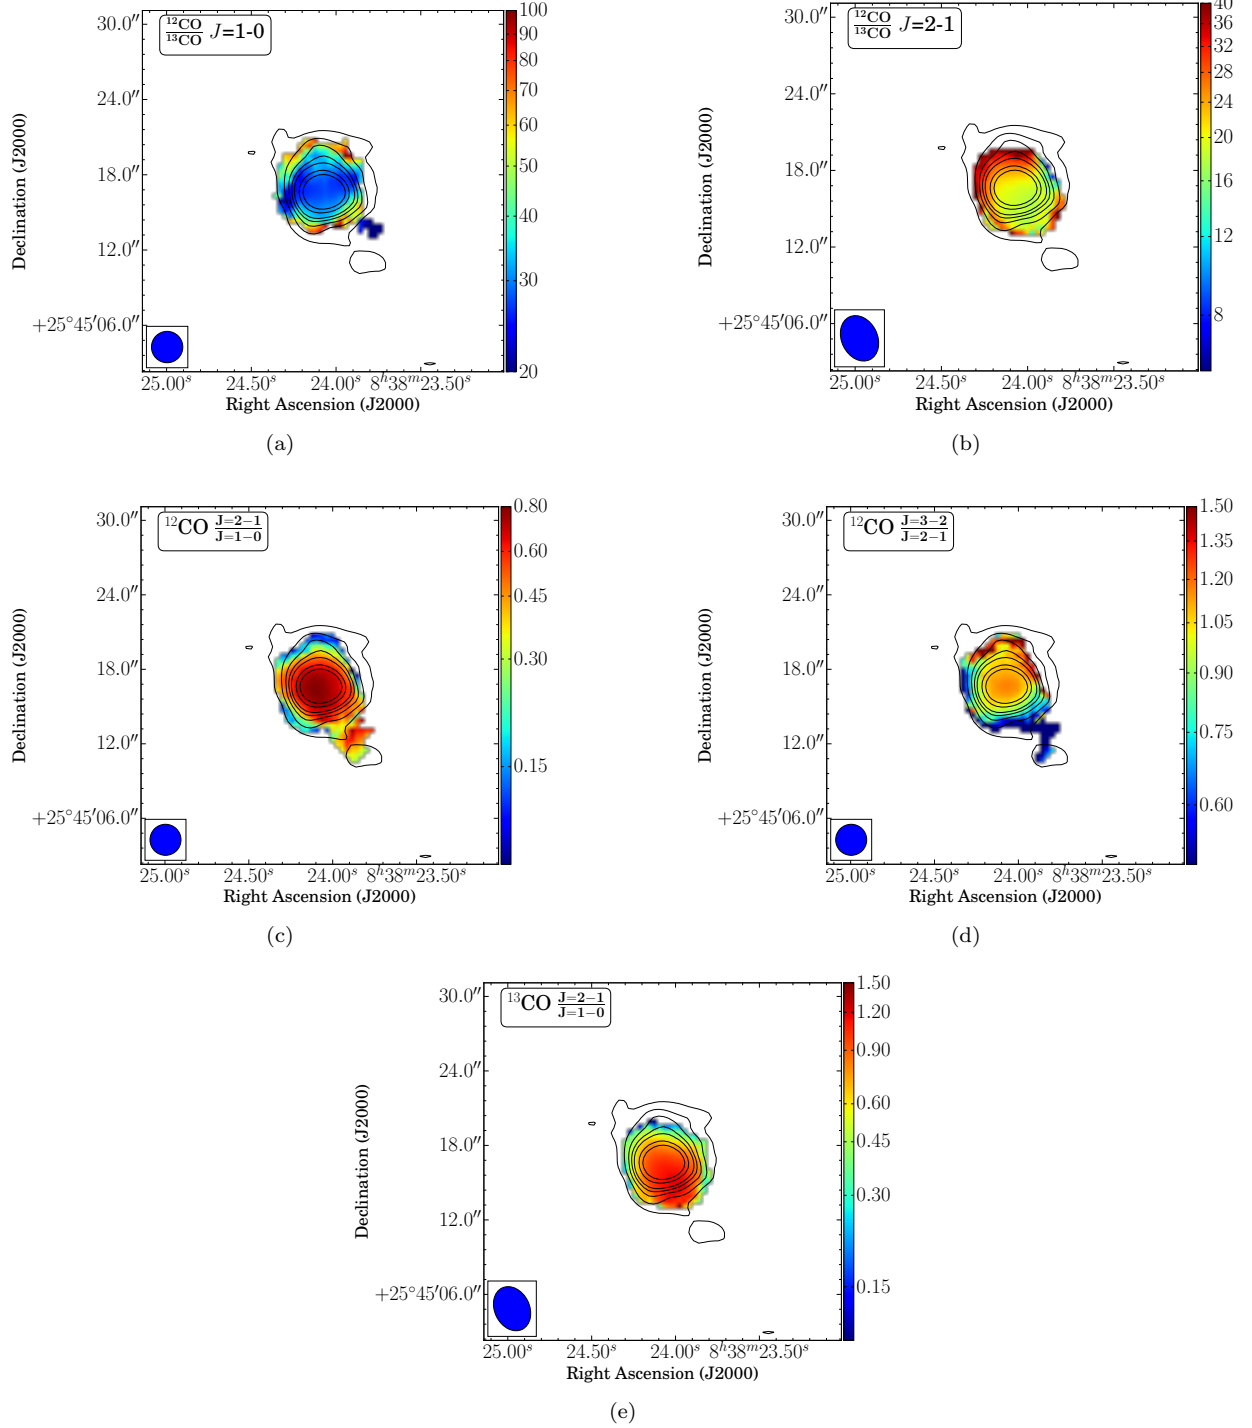 ¹²CO/¹³CO J=1-0
30.0″
24.0″
18.0″
12.0″
+25°45′06.0″
Declination (J2000)
25.00ˢ 24.50ˢ 24.00ˢ 8ʰ38ᵐ23.50ˢ
Right Ascension (J2000)
100
90
80
70
60
50
40
30
20
(a)
¹²CO/¹³CO J=2-1
30.0″
24.0″
18.0″
12.0″
+25°45′06.0″
Declination (J2000)
25.00ˢ 24.50ˢ 24.00ˢ 8ʰ38ᵐ23.50ˢ
Right Ascension (J2000)
40
36
32
28
24
20
16
12
8
(b)
¹²CO J=2−1/J=1−0
30.0″
24.0″
18.0″
12.0″
+25°45′06.0″
Declination (J2000)
25.00ˢ 24.50ˢ 24.00ˢ 8ʰ38ᵐ23.50ˢ
Right Ascension (J2000)
0.80
0.60
0.45
0.30
0.15
(c)
¹²CO J=3−2/J=2−1
30.0″
24.0″
18.0″
12.0″
+25°45′06.0″
Declination (J2000)
25.00ˢ 24.50ˢ 24.00ˢ 8ʰ38ᵐ23.50ˢ
Right Ascension (J2000)
1.50
1.35
1.20
1.05
0.90
0.75
0.60
(d)
¹³CO J=2−1/J=1−0
30.0″
24.0″
18.0″
12.0″
+25°45′06.0″
Declination (J2000)
25.00ˢ 24.50ˢ 24.00ˢ 8ʰ38ᵐ23.50ˢ
Right Ascension (J2000)
1.50
1.20
0.90
0.60
0.45
0.30
0.15
(e)